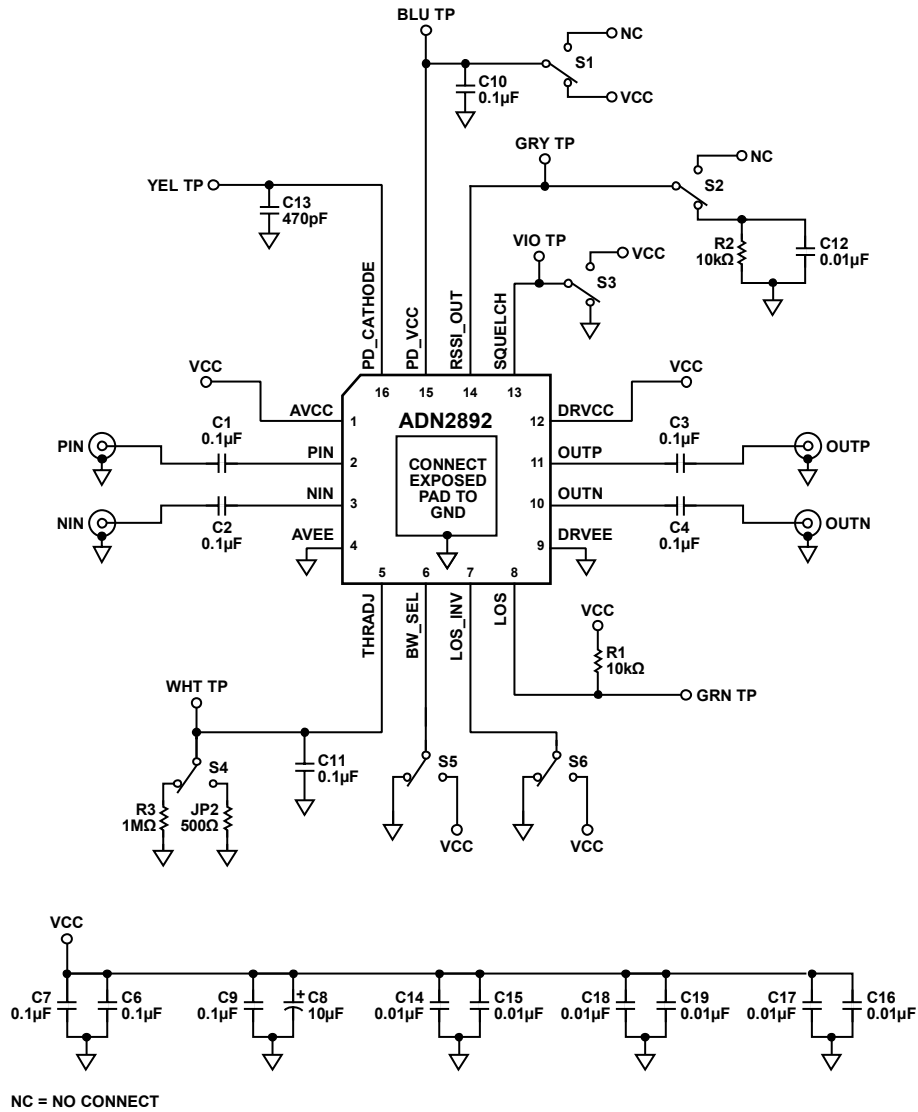 BLU TP
NC
S1
C10
0.1µF
VCC
GRY TP
NC
YEL TP
S2
C13
470pF
VIO TP
VCC
R2
10kΩ
C12
0.01µF
S3
PD_CATHODE
PD_VCC
RSSI_OUT
SQUELCH
VCC
VCC
16
15
14
13
AVCC
1
ADN2892
12
DRVCC
C1
0.1µF
C3
0.1µF
PIN
PIN
2
CONNECT
EXPOSED
PAD TO
GND
11
OUTP
OUTP
NIN
NIN
3
10
OUTN
OUTN
C2
0.1µF
C4
0.1µF
AVEE
4
9
DRVEE
5
6
7
8
THRADJ
BW_SEL
LOS_INV
LOS
VCC
R1
10kΩ
WHT TP
GRN TP
S4
C11
0.1µF
S5
S6
R3
1MΩ
JP2
500Ω
VCC
VCC
VCC
C7
0.1µF
C6
0.1µF
C9
0.1µF
+
C8
10µF
C14
0.01µF
C15
0.01µF
C18
0.01µF
C19
0.01µF
C17
0.01µF
C16
0.01µF
NC = NO CONNECT